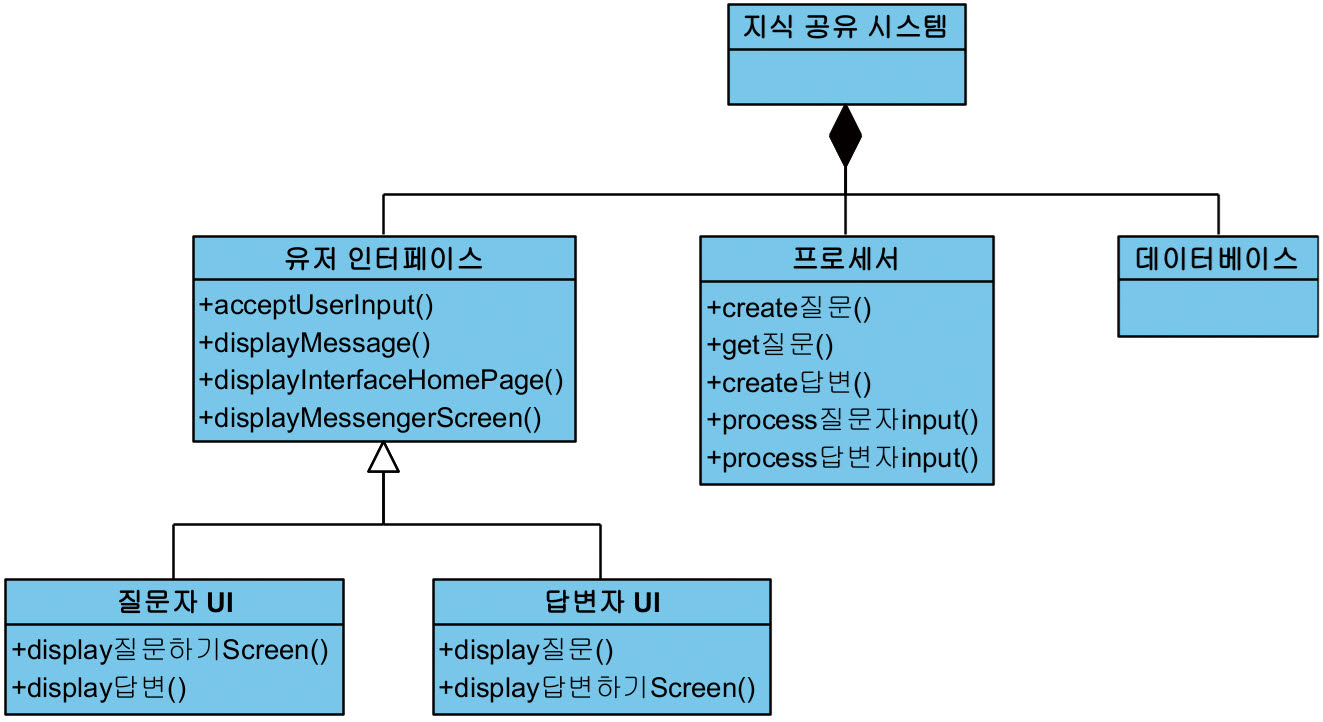 지식 공유 시스템
유저 인터페이스
+acceptUserInput()
+displayMessage()
+displayInterfaceHomePage()
+displayMessengerScreen()
프로세서
+create질문()
+get질문()
+create답변()
+process질문자input()
+process답변자input()
데이터베이스
질문자 UI
+display질문하기Screen()
+display답변()
답변자 UI
+display질문()
+display답변하기Screen()